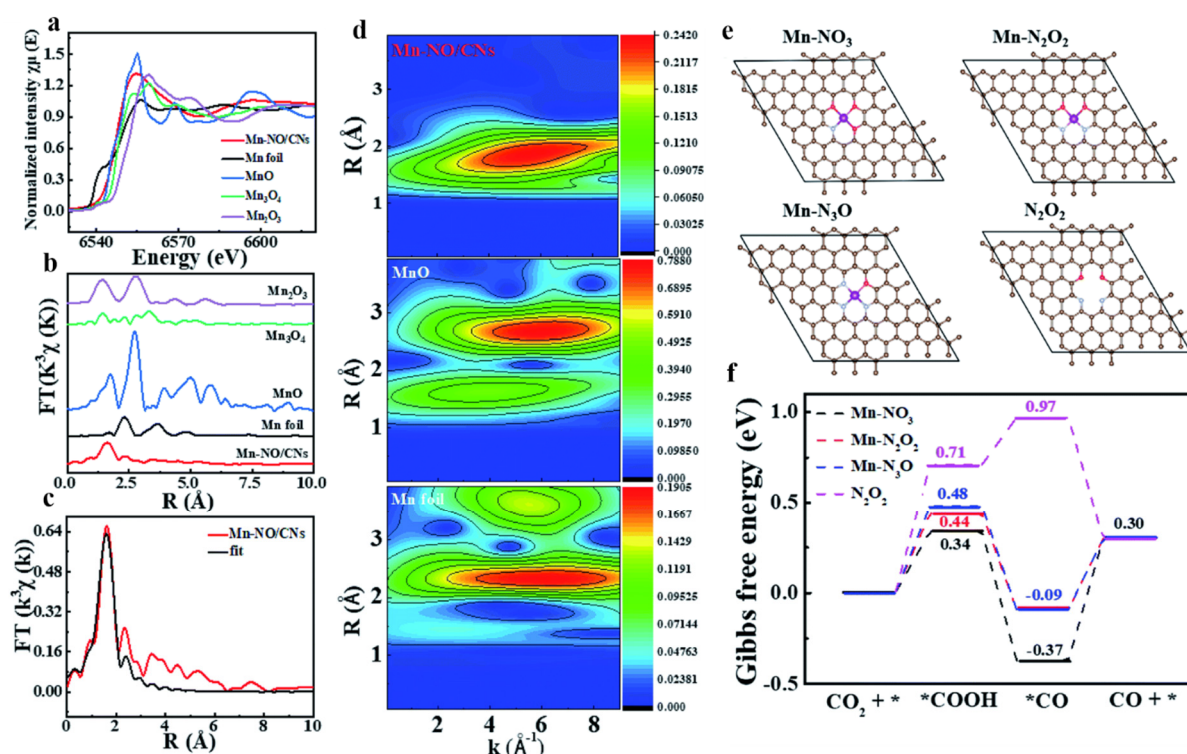 a
Normalized intensity χμ (E)
1.5
1.2
0.9
0.6
0.3
0.0
Mn-NO/CNs
Mn foil
MnO
Mn₃O₄
Mn₂O₃
6540 6570 6600
Energy (eV)
b
FT(K³χ (K)
Mn₂O₃
Mn₃O₄
MnO
Mn foil
Mn-NO/CNs
0.0 2.5 5.0 7.5 10.0
R (Å)
c
FT (k³χ (k))
0.64
0.48
0.32
0.16
0.00
Mn-NO/CNs
fit
0 2 4 6 8 10
R (Å)
d
Mn-NO/CNs
R (Å)
3
2
1
0.2420
0.2118
0.1815
0.1513
0.1210
0.09075
0.06050
0.03025
0.000
MnO
R (Å)
3
2
1
0.7880
0.6895
0.5910
0.4925
0.3940
0.2955
0.1970
0.09850
0.000
Mn foil
R (Å)
3
2
1
0.1905
0.1667
0.1429
0.1191
0.09525
0.07144
0.04763
0.02381
0.000
2 4 6 8
k (Å⁻¹)
e
Mn-NO₃ Mn-N₂O₂
Mn-N₃O N₂O₂
f
Gibbs free energy (eV)
1.0
0.5
0.0
-0.5
Mn-NO₃
Mn-N₂O₂
Mn-N₃O
N₂O₂
0.97
0.71
0.48
0.44
0.34
0.30
-0.09
-0.37
CO₂ + * *COOH *CO CO + *